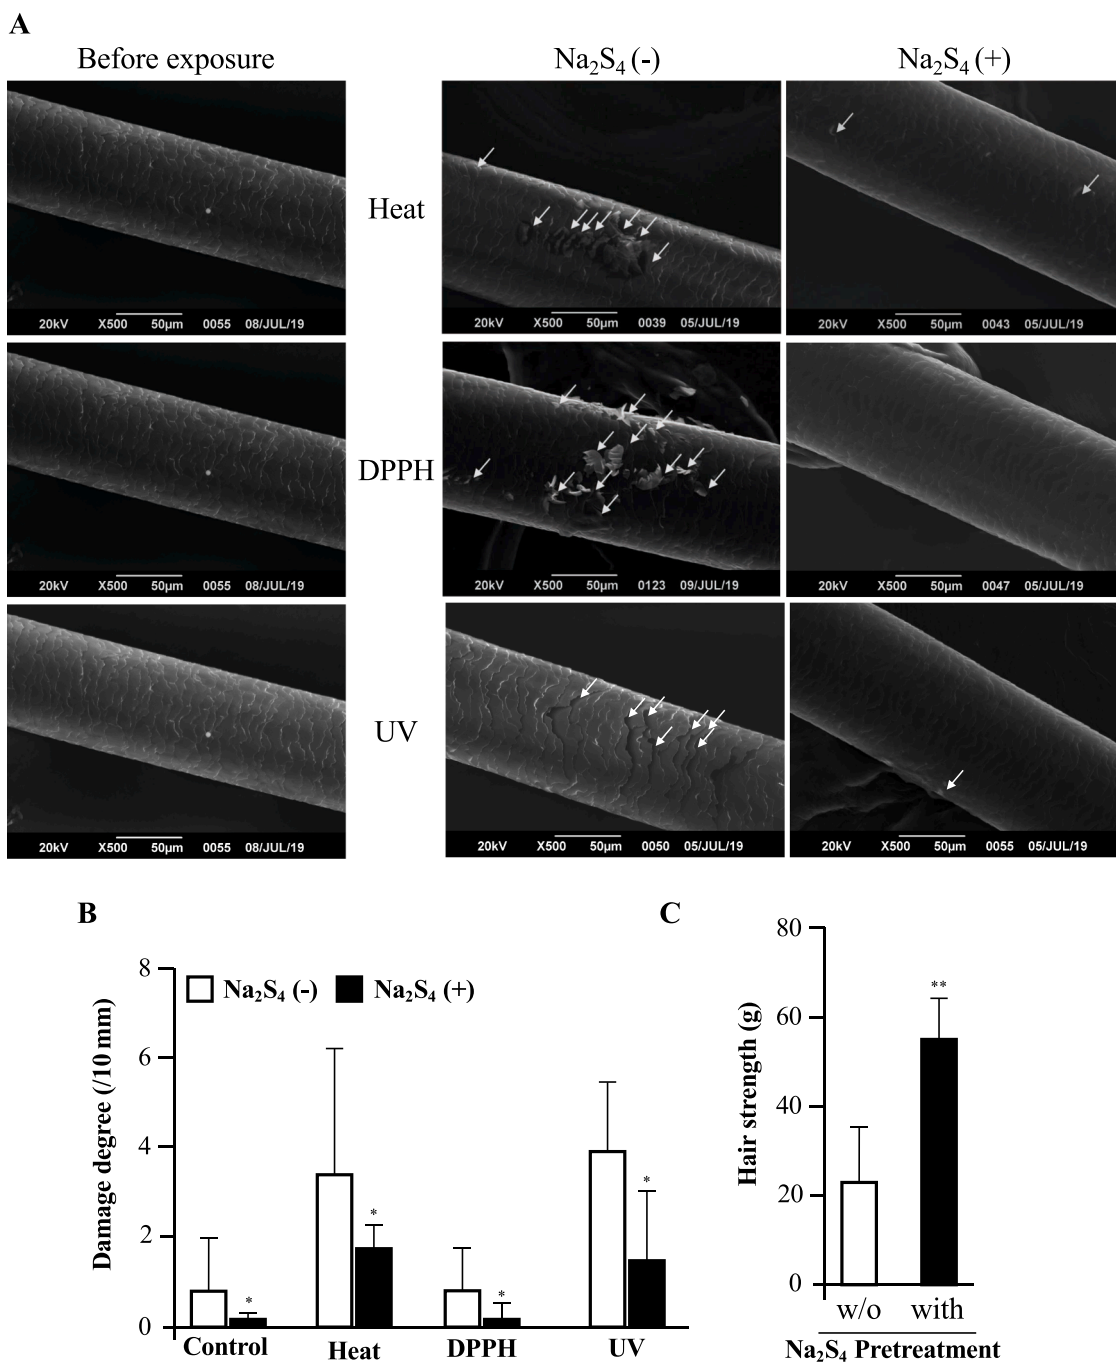 A
Before exposure
Na₂S₄ (-)
Na₂S₄ (+)
Heat
20kV X500 50μm 0055 08/JUL/19
20kV X500 50μm 0039 05/JUL/19
20kV X500 50μm 0043 05/JUL/19
DPPH
20kV X500 50μm 0055 08/JUL/19
20kV X500 50μm 0123 09/JUL/19
20kV X500 50μm 0047 05/JUL/19
UV
20kV X500 50μm 0055 08/JUL/19
20kV X500 50μm 0050 05/JUL/19
20kV X500 50μm 0055 05/JUL/19
B
Damage degree (/10 mm)
8
6
4
2
0
Na₂S₄ (-)
Na₂S₄ (+)
*
*
*
*
Control
Heat
DPPH
UV
C
Hair strength (g)
80
60
40
20
0
**
w/o
with
Na₂S₄ Pretreatment